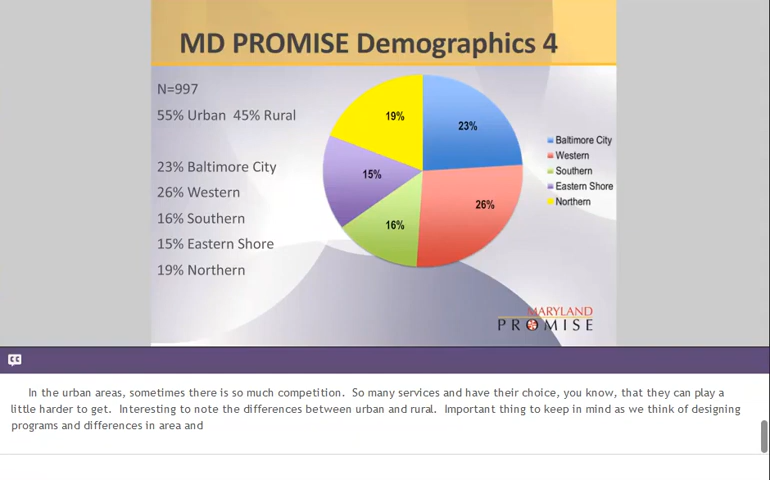 MD PROMISE Demographics 4
N=997
55% Urban 45% Rural
23% Baltimore City
26% Western
16% Southern
15% Eastern Shore
19% Northern
19%
23%
15%
26%
16%
Baltimore City
Western
Southern
Eastern Shore
Northern
MARYLAND
PROMISE
CC
In the urban areas, sometimes there is so much competition. So many services and have their choice, you know, that they can play a
little harder to get. Interesting to note the differences between urban and rural. Important thing to keep in mind as we think of designing
programs and differences in area and